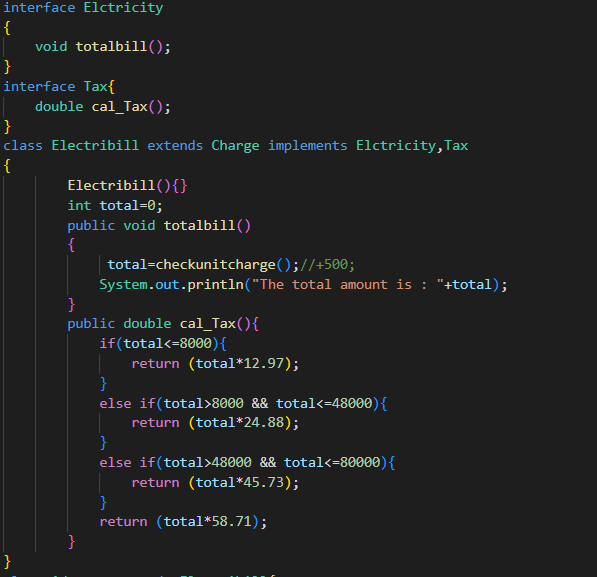 interface Elctricity
{
void totalbill();
}
interface Tax{
double cal_Tax();
}
class Electribill extends Charge implements Elctricity,Tax
{
Electribill(){}
int total=0;
public void totalbill()
{
total=checkunitcharge();//+500;
System.out.println("The total amount is : "+total);
}
public double cal_Tax(){
if(total<=8000){
return (total*12.97);
}
else if(total>8000 && total<=48000){
return (total*24.88);
}
else if(total>48000 && total<=80000){
return (total*45.73);
}
return (total*58.71);
}
}